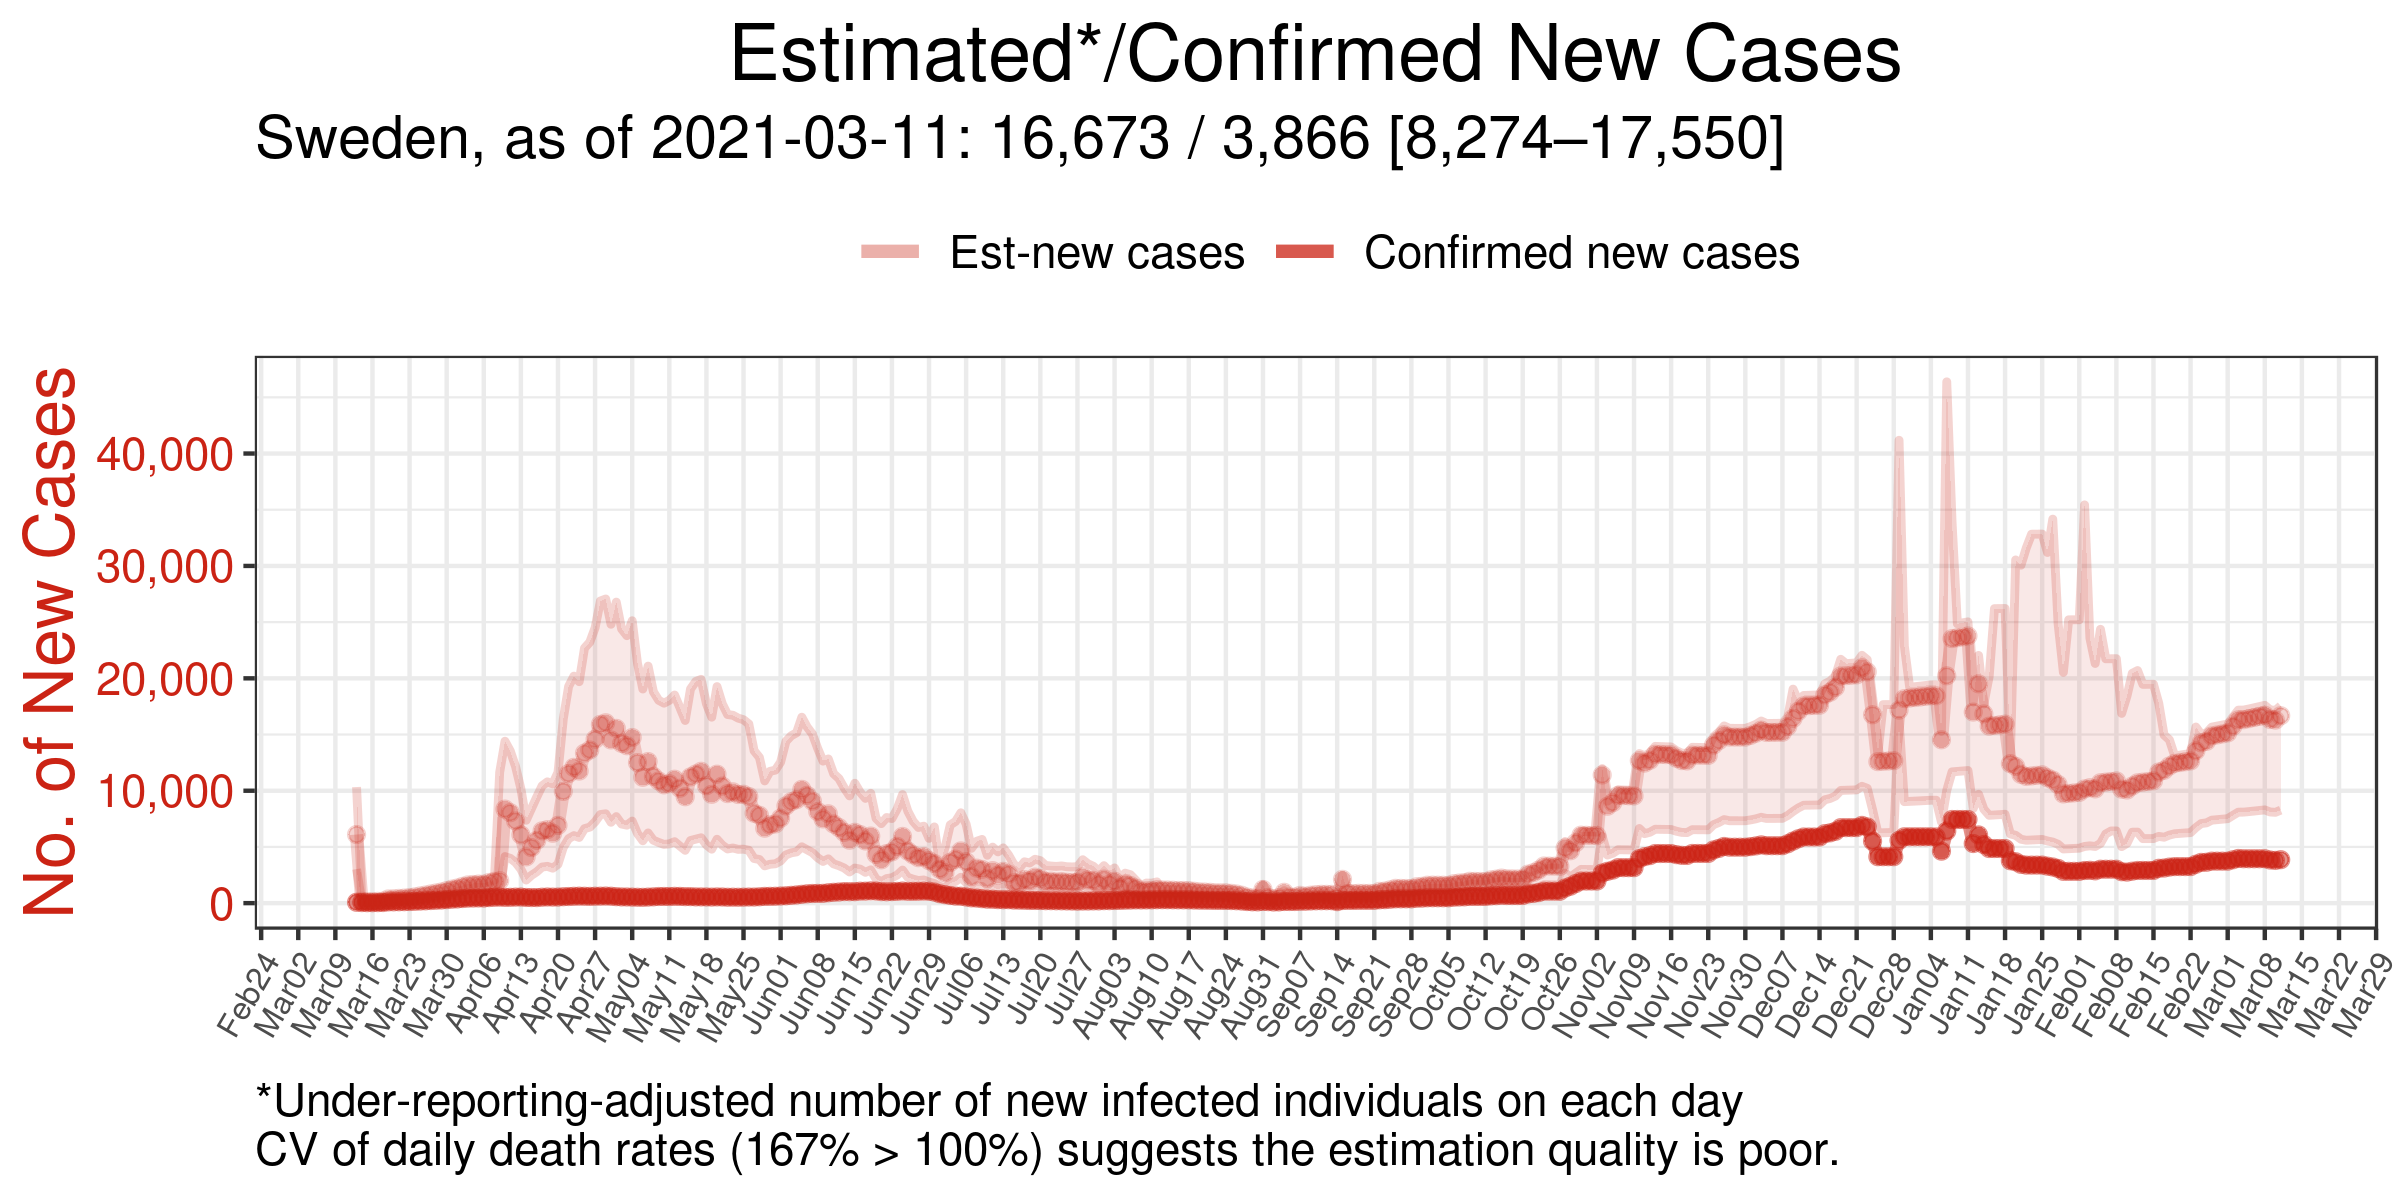 Estimated*/Confirmed New Cases
Sweden, as of 2021-03-11: 16,673 / 3,866 [8,274–17,550]
Est-new cases
Confirmed new cases
No. of New Cases
40,000
30,000
20,000
10,000
0
Feb24
Mar02
Mar09
Mar16
Mar23
Mar30
Apr06
Apr13
Apr20
Apr27
May04
May11
May18
May25
Jun01
Jun08
Jun15
Jun22
Jun29
Jul06
Jul13
Jul20
Jul27
Aug03
Aug10
Aug17
Aug24
Aug31
Sep07
Sep14
Sep21
Sep28
Oct05
Oct12
Oct19
Oct26
Nov02
Nov09
Nov16
Nov23
Nov30
Dec07
Dec14
Dec21
Dec28
Jan04
Jan11
Jan18
Jan25
Feb01
Feb08
Feb15
Feb22
Mar01
Mar08
Mar15
Mar22
Mar29
*Under-reporting-adjusted number of new infected individuals on each day
CV of daily death rates (167% > 100%) suggests the estimation quality is poor.